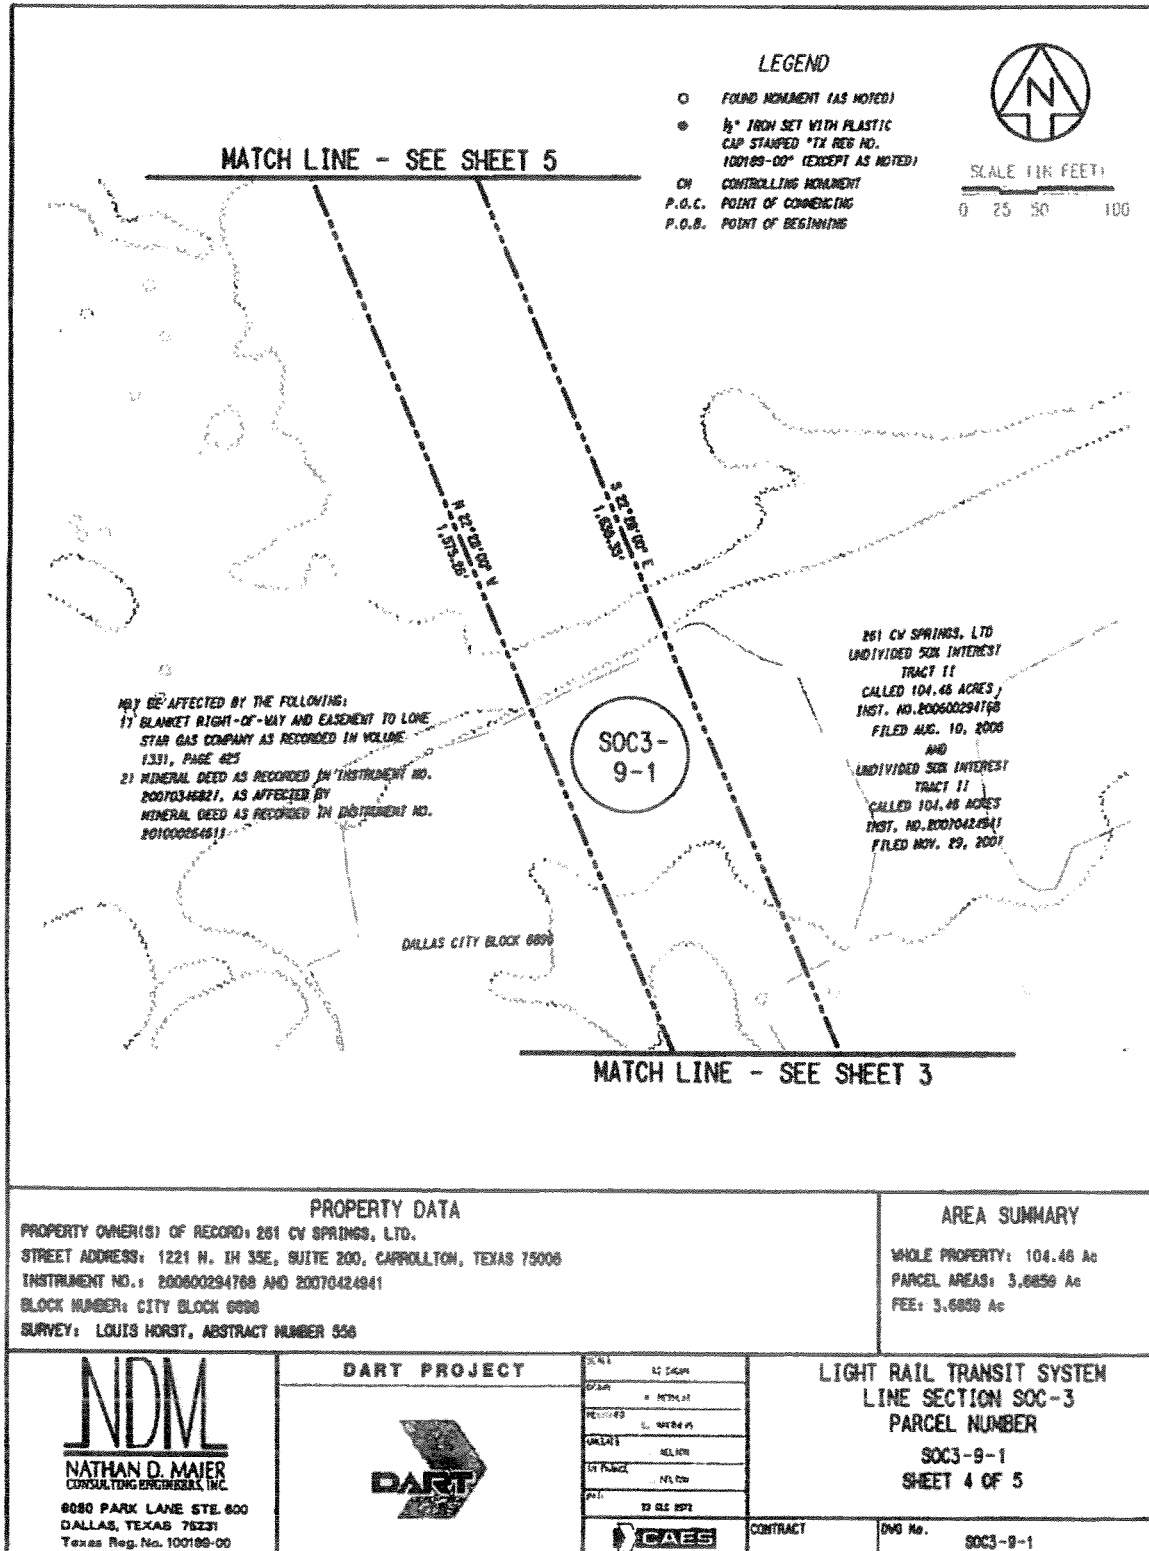 LEGEND
FOUND MONUMENT (AS NOTED)
IRON SET WITH PLASTIC
CAP STAMPED "TX REG NO.
100189-00" (EXCEPT AS NOTED)
CM CONTROLLING MONUMENT
P.O.C. POINT OF COMMENCING
P.O.B. POINT OF BEGINNING
N
SCALE (IN FEET)
0 25 50 100
MATCH LINE - SEE SHEET 5
N 22°28'00" W
S 22°28'00" E
261 CW SPRINGS, LTD
UNDIVIDED 50% INTEREST
TRACT II
CALLED 104.46 ACRES
INST. NO.200600294768
FILED AUG. 10, 2006
AND
UNDIVIDED 50% INTEREST
TRACT II
CALLED 104.46 ACRES
INST. NO.20070424941
FILED NOV. 29, 2007
MAY BE AFFECTED BY THE FOLLOWING:
1) BLANKET RIGHT-OF-WAY AND EASEMENT TO LONE
STAR GAS COMPANY AS RECORDED IN VOLUME
1331, PAGE 625
2) MINERAL DEED AS RECORDED IN INSTRUMENT NO.
AS AFFECTED BY
MINERAL DEED AS RECORDED IN INSTRUMENT NO.
SOC3-
9-1
DALLAS CITY BLOCK
MATCH LINE - SEE SHEET 3
PROPERTY DATA
PROPERTY OWNER(S) OF RECORD: 261 CW SPRINGS, LTD.
STREET ADDRESS: 1221 N. IH 35E, SUITE 200, CARROLLTON, TEXAS 75006
INSTRUMENT NO.: 200600294768 AND 20070424941
BLOCK NUMBER: CITY BLOCK
SURVEY: LOUIS HORST, ABSTRACT NUMBER 556
AREA SUMMARY
WHOLE PROPERTY: 104.46 Ac
PARCEL AREAS: 3.6859 Ac
FEE: 3.6859 Ac
NDM
NATHAN D. MAIER
CONSULTING ENGINEERS, INC.
8080 PARK LANE STE. 600
DALLAS, TEXAS 75231
Texas Reg. No. 100189-00
DART PROJECT
DART
SCALE
NELSON
NELSON
CAES
LIGHT RAIL TRANSIT SYSTEM
LINE SECTION SOC-3
PARCEL NUMBER
SOC3-9-1
SHEET 4 OF 5
CONTRACT
DWG No.
SOC3-9-1